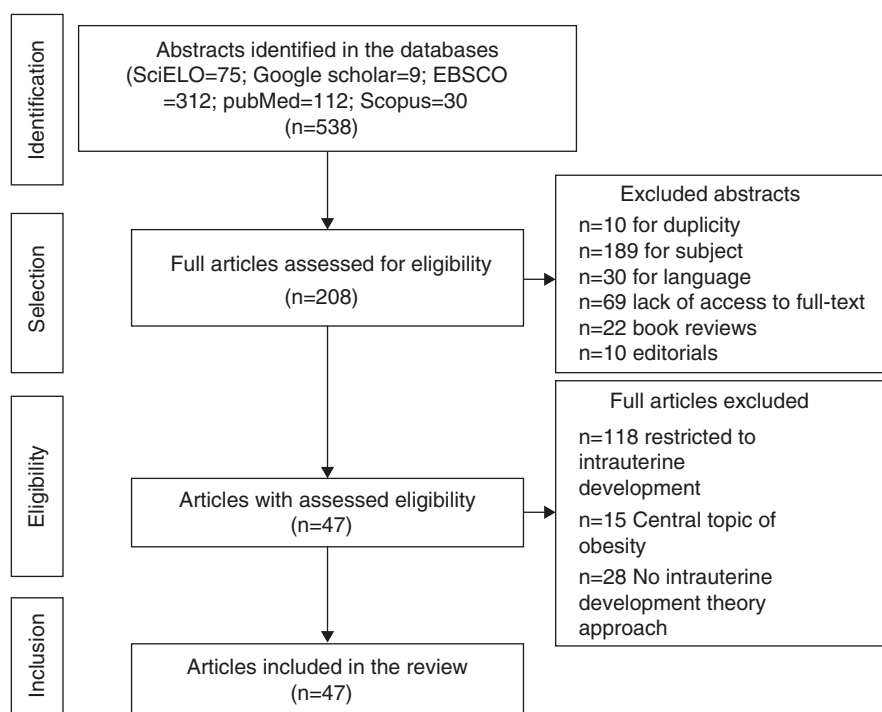 Identification
Abstracts identified in the databases
(SciELO=75; Google scholar=9; EBSCO
=312; pubMed=112; Scopus=30
(n=538)
Selection
Full articles assessed for eligibility
(n=208)
Excluded abstracts
n=10 for duplicity
n=189 for subject
n=30 for language
n=69 lack of access to full-text
n=22 book reviews
n=10 editorials
Eligibility
Articles with assessed eligibility
(n=47)
Full articles excluded
n=118 restricted to
intrauterine
development
n=15 Central topic of
obesity
n=28 No intrauterine
development theory
approach
Inclusion
Articles included in the review
(n=47)